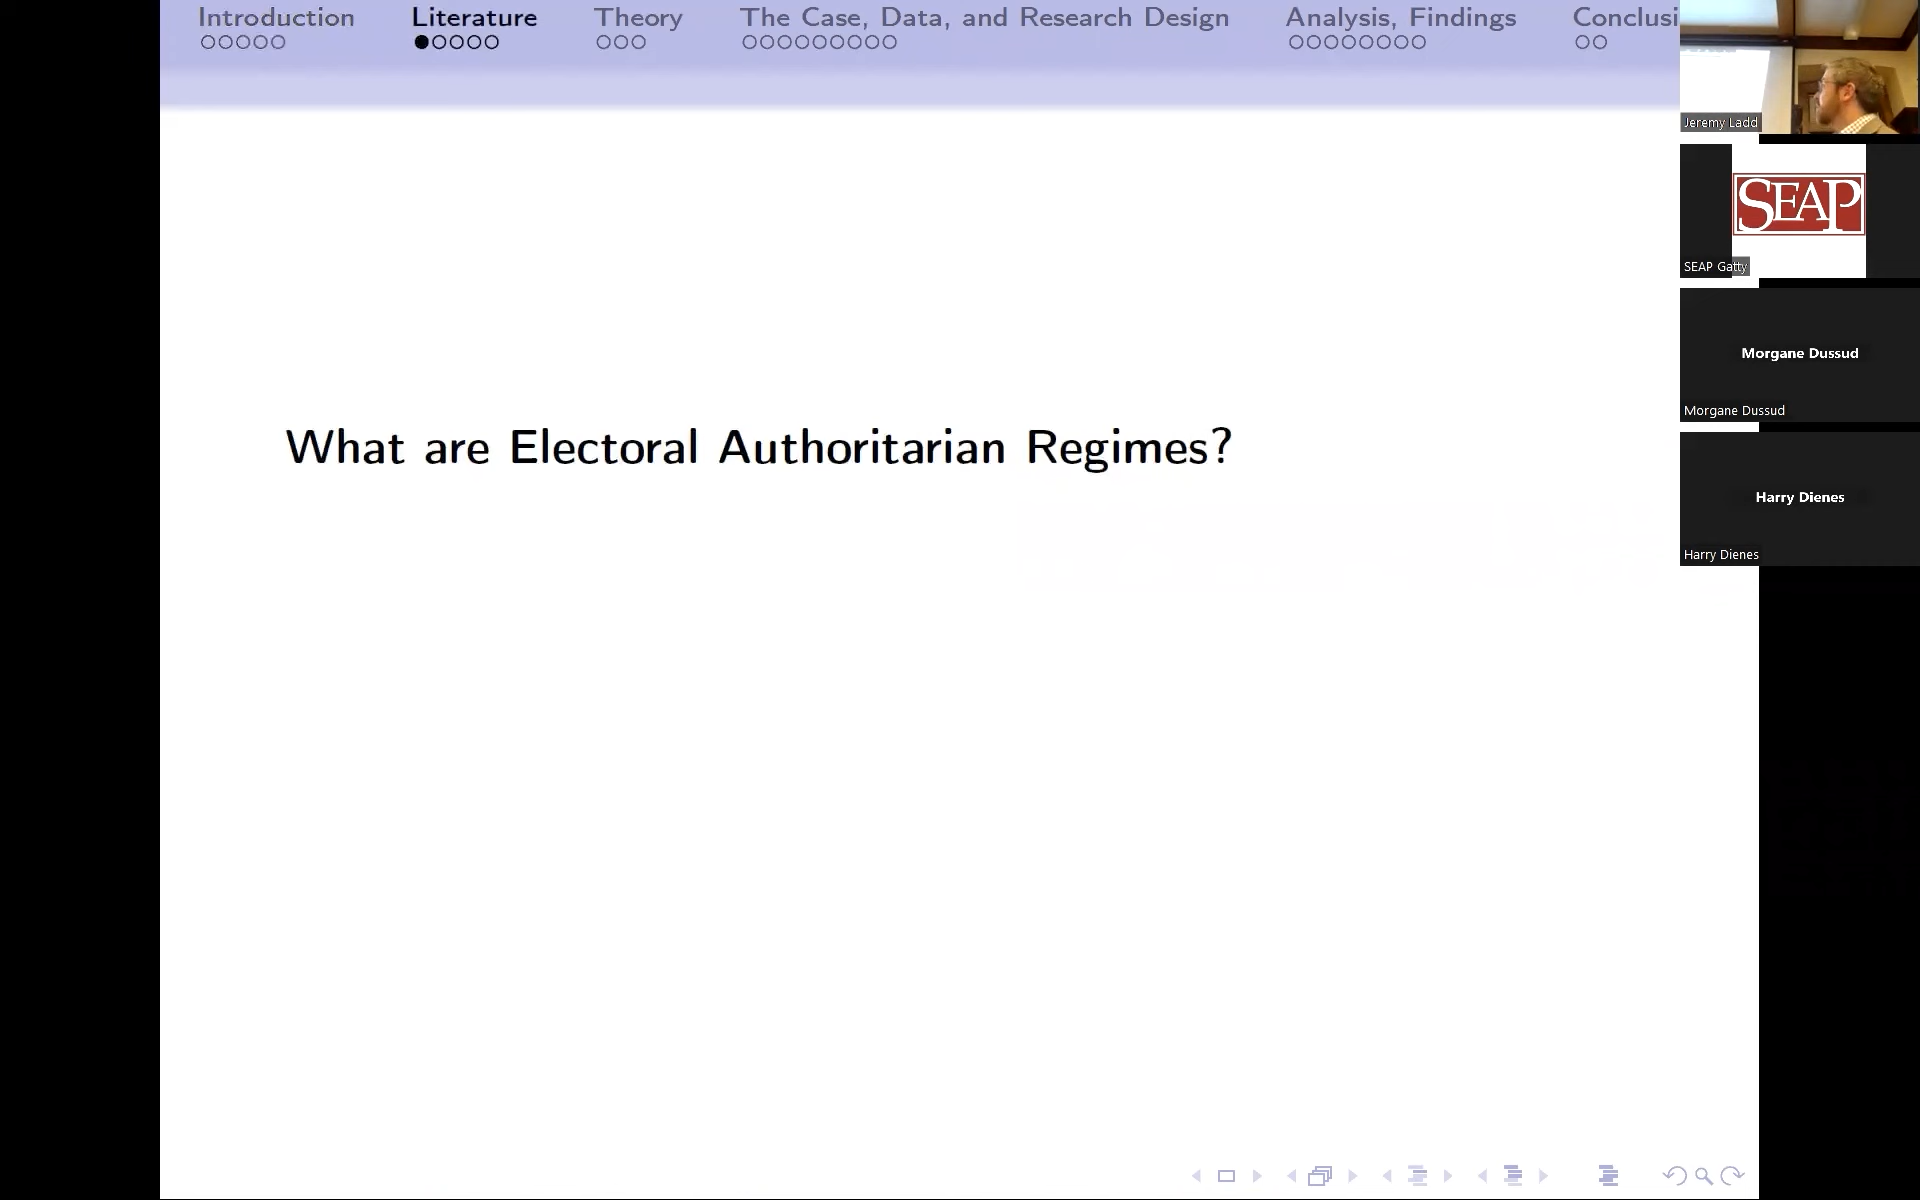 Introduction Literature Theory The Case, Data, and Research Design Analysis, Findings Conclusi
What are Electoral Authoritarian Regimes?
Jeremy Ladd
SEAP
SEAP Gatty
Morgane Dussud
Morgane Dussud
Harry Dienes
Harry Dienes